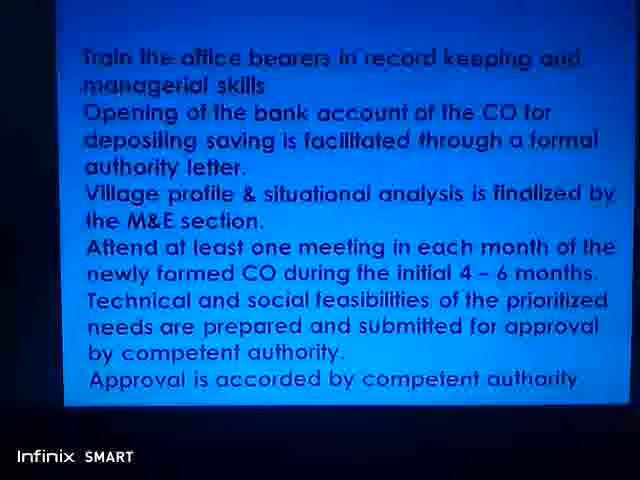 Train the office bearers in record keeping and
managerial skills
Opening of the bank account of the CO for
depositing saving is facilitated through a formal
authority letter.
Village profile & situational analysis is finalized by
the M&E section.
Attend at least one meeting in each month of the
newly formed CO during the initial 4 – 6 months.
Technical and social feasibilities of the prioritized
needs are prepared and submitted for approval
by competent authority.
Approval is accorded by competent authority
Infinix SMART